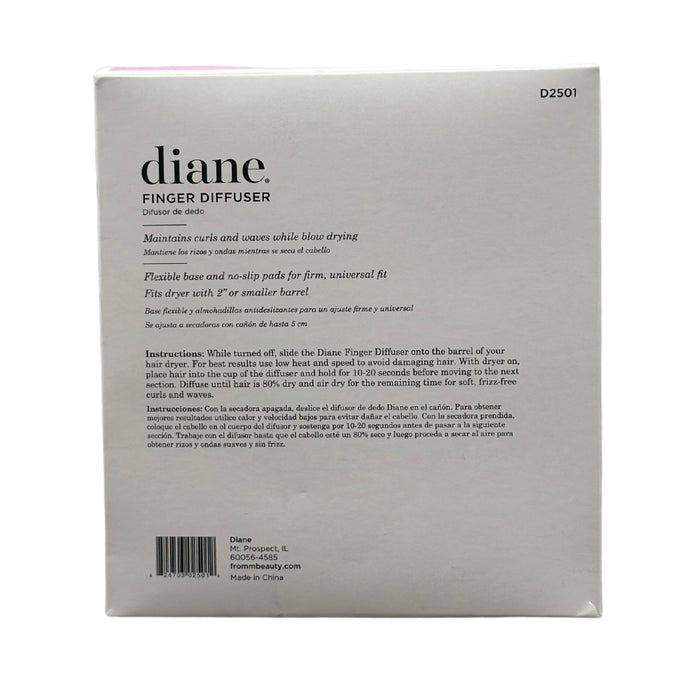 D2501
diane®
FINGER DIFFUSER
Difusor de dedo
Maintains curls and waves while blow drying
Mantiene los rizos y ondas mientras se seca el cabello
Flexible base and no-slip pads for firm, universal fit
Fits dryer with 2" or smaller barrel
Base flexible y almohadillas antideslizantes para un ajuste firme y universal
Se ajusta a secadoras con cañón de hasta 5 cm
Instructions: While turned off, slide the Diane Finger Diffuser onto the barrel of your
hair dryer. For best results use low heat and speed to avoid damaging hair. With dryer on,
place hair into the cup of the diffuser and hold for 10-20 seconds before moving to the next
section. Diffuse until hair is 80% dry and air dry for the remaining time for soft, frizz-free
curls and waves.
Instrucciones: Con la secadora apagada, deslice el difusor de dedo Diane en el cañón. Para obtener
mejores resultados utilice calor y velocidad bajos para evitar dañar el cabello. Con la secadora prendida,
coloque el cabello en el cuerpo del difusor y sostenga por 10-20 segundos antes de pasar a la siguiente
sección. Trabaje con el difusor hasta que el cabello esté un 80% seco y luego proceda a secar al aire para
obtener rizos y ondas suaves y sin frizz.
Diane
Mt. Prospect, IL
60056-4585
frommbeauty.com
Made in China
24703 02501